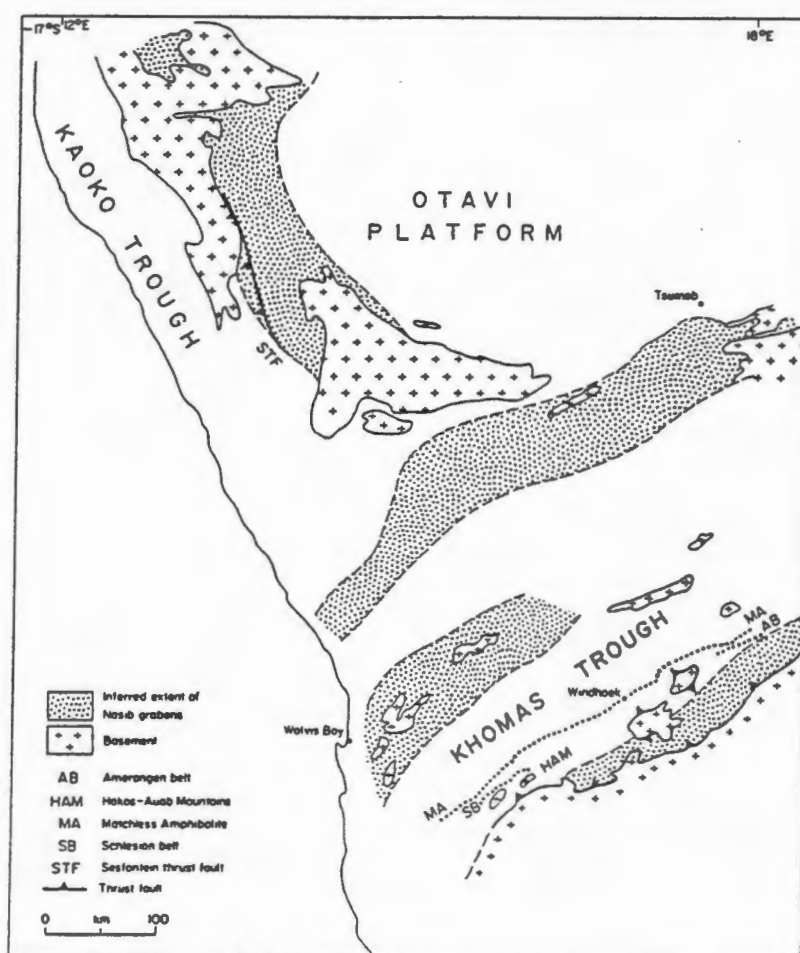 17°S 12°E
18°E
KAOKO TROUGH
OTAVI
PLATFORM
Tsumeb
STF
KHOMAS TROUGH
MA
AB
Windhoek
Walvis Bay
HAM
MA
SB
Inferred extent of
Nosib grabens
Basement
AB Amerongen belt
HAM Hakos-Auas Mountains
MA Matchless Amphibolite
SB Schlesien belt
STF Sesfontein thrust fault
Thrust fault
0 km 100